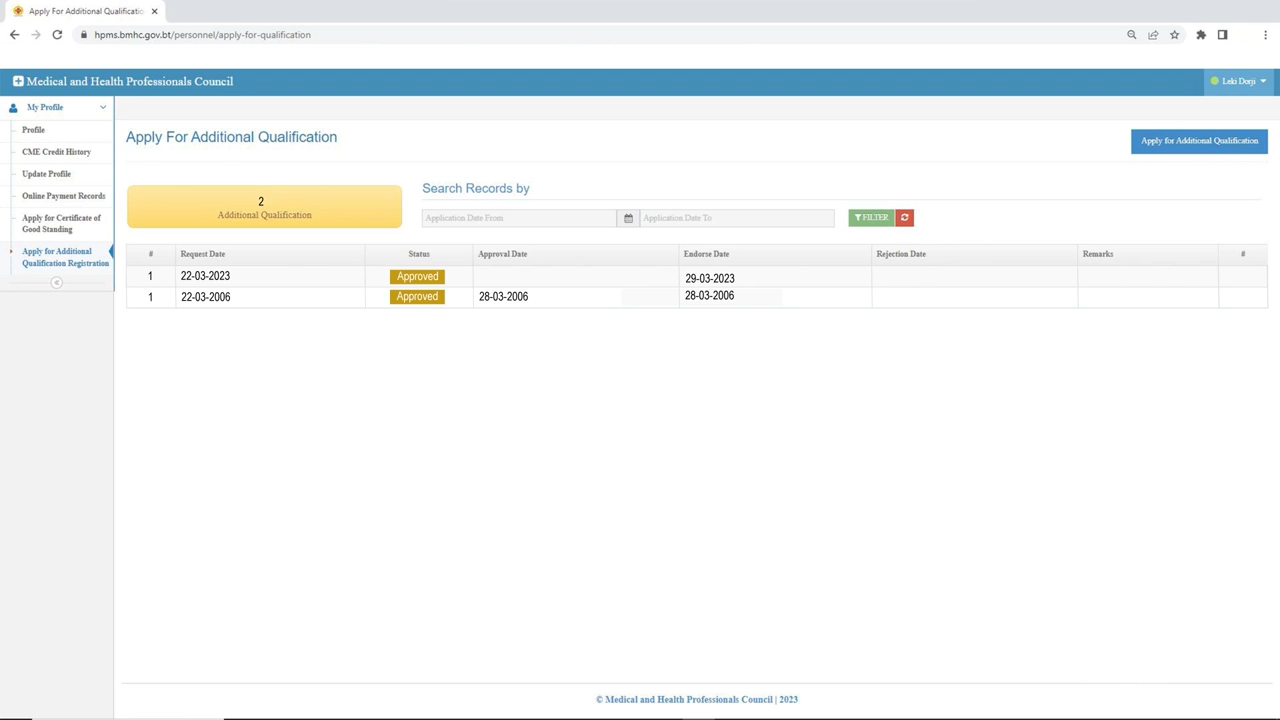 Apply For Additional Qualificatio
hpms.bmhc.gov.bt/personnel/apply-for-qualification
Medical and Health Professionals Council
Leki Dorji
My Profile
Profile
CME Credit History
Update Profile
Online Payment Records
Apply for Certificate of
Good Standing
Apply for Additional
Qualification Registration
Apply For Additional Qualification
Apply for Additional Qualification
2
Additional Qualification
Search Records by
Application Date From
Application Date To
FILTER
# Request Date Status Approval Date Endorse Date Rejection Date Remarks #
1 22-03-2023 Approved 29-03-2023
1 22-03-2006 Approved 28-03-2006 28-03-2006
© Medical and Health Professionals Council | 2023